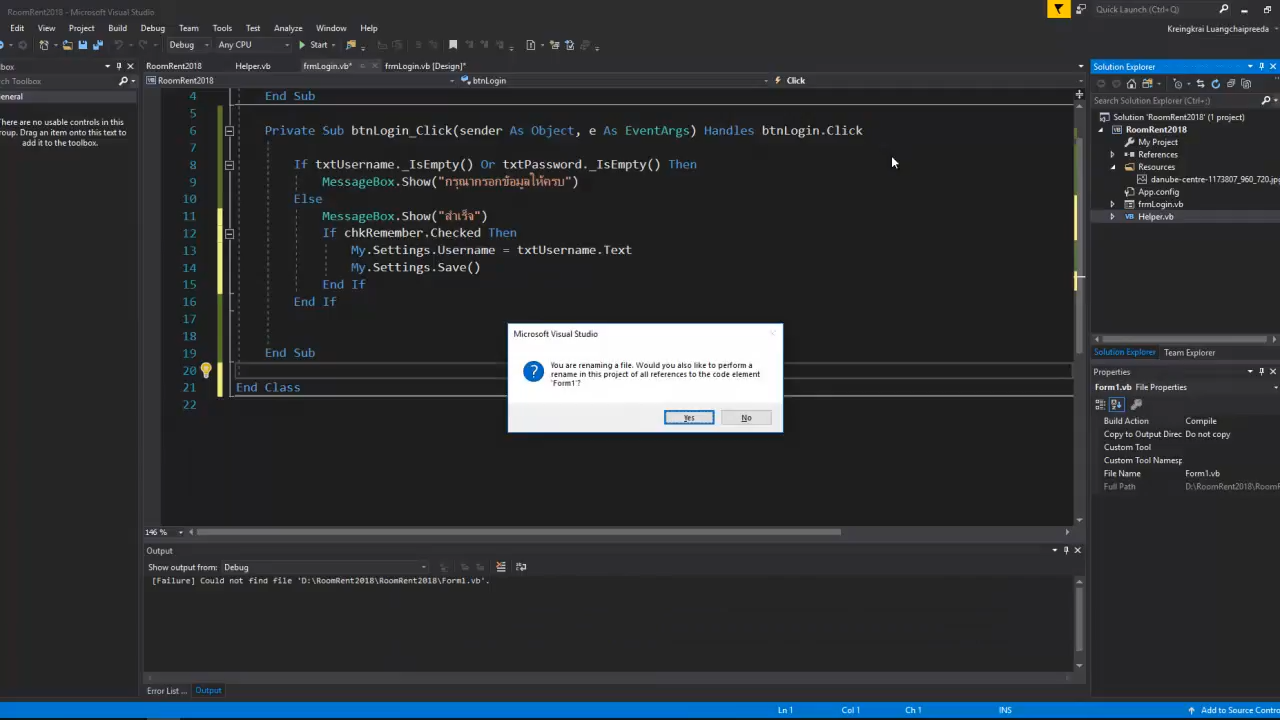 RoomRent2018 - Microsoft Visual Studio
Quick Launch (Ctrl+Q)
Edit View Project Build Debug Team Tools Test Analyze Window Help
Kreingkrai Luangchaipreeda
Debug Any CPU Start
box
RoomRent2018 Helper.vb frmLogin.vb* frmLogin.vb [Design]*
Solution Explorer
RoomRent2018 btnLogin Click
Search Toolbox
General
There are no usable controls in this
group. Drag an item onto this text to
add it to the toolbox.
4 End Sub
5
6 Private Sub btnLogin_Click(sender As Object, e As EventArgs) Handles btnLogin.Click
7
8 If txtUsername._IsEmpty() Or txtPassword._IsEmpty() Then
9 MessageBox.Show("กรุณากรอกข้อมูลให้ครบ")
10 Else
11 MessageBox.Show("สำเร็จ")
12 If chkRemember.Checked Then
13 My.Settings.Username = txtUsername.Text
14 My.Settings.Save()
15 End If
16 End If
17
18
19 End Sub
20
21 End Class
22
Microsoft Visual Studio
You are renaming a file. Would you also like to perform a
rename in this project of all references to the code element
'Form1'?
Yes No
146 %
Output
Show output from: Debug
[Failure] Could not find file 'D:\RoomRent2018\RoomRent2018\Form1.vb'.
Error List ... Output
Search Solution Explorer (Ctrl+;)
Solution 'RoomRent2018' (1 project)
RoomRent2018
My Project
References
Resources
danube-centre-1173807_960_720.jpg
App.config
frmLogin.vb
Helper.vb
Solution Explorer Team Explorer
Properties
Form1.vb File Properties
Build Action Compile
Copy to Output Direc Do not copy
Custom Tool
Custom Tool Namesp
File Name Form1.vb
Full Path D:\RoomRent2018\RoomR
Ln 1 Col 1 Ch 1 INS
Add to Source Contro